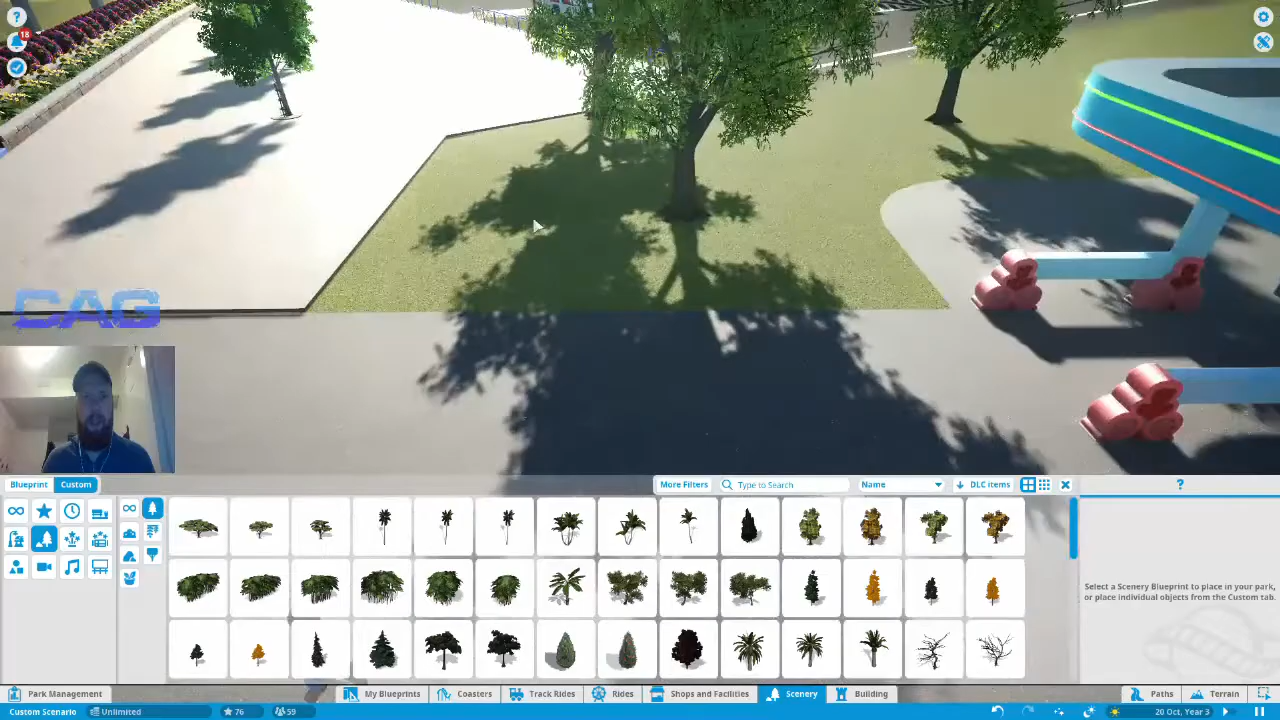 ?
18
CAG
Blueprint Custom More Filters Type to Search Name DLC items ?
Select a Scenery Blueprint to place in your park,
or place individual objects from the Custom tab.
Park Management My Blueprints Coasters Track Rides Rides Shops and Facilities Scenery Building Paths Terrain
Custom Scenario Unlimited 76 59 20 Oct, Year 3